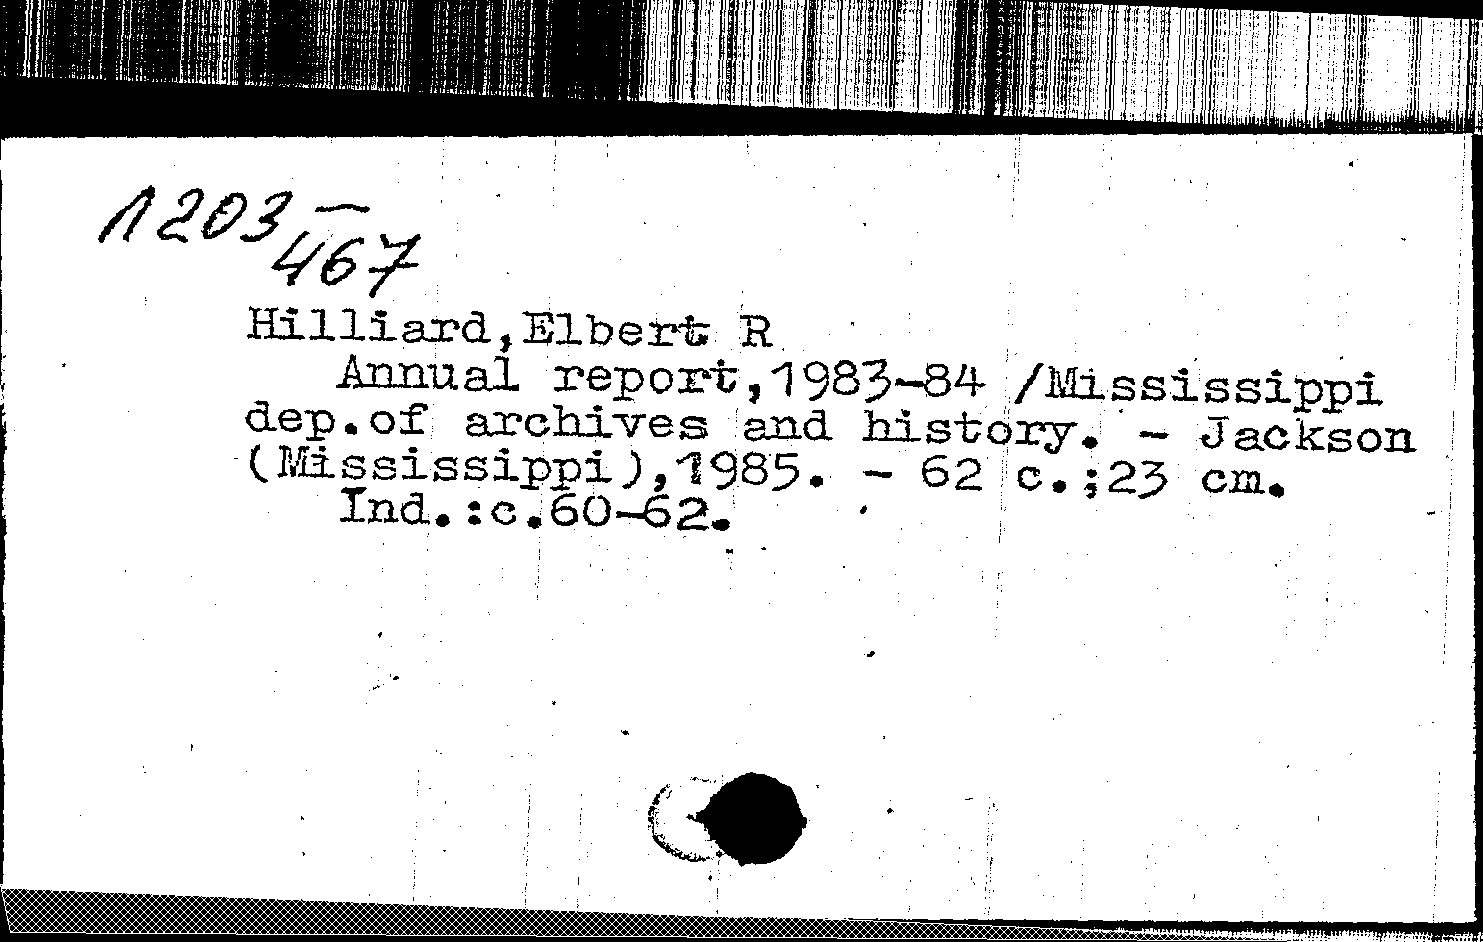 Л203—
467
Hilliard,Elbert R
Annual report,1983-84 /Mississippi
dep.of archives and history. - Jackson
(Mississippi),1985. - 62 c.;23 cm.
Ind.:c.60-62.